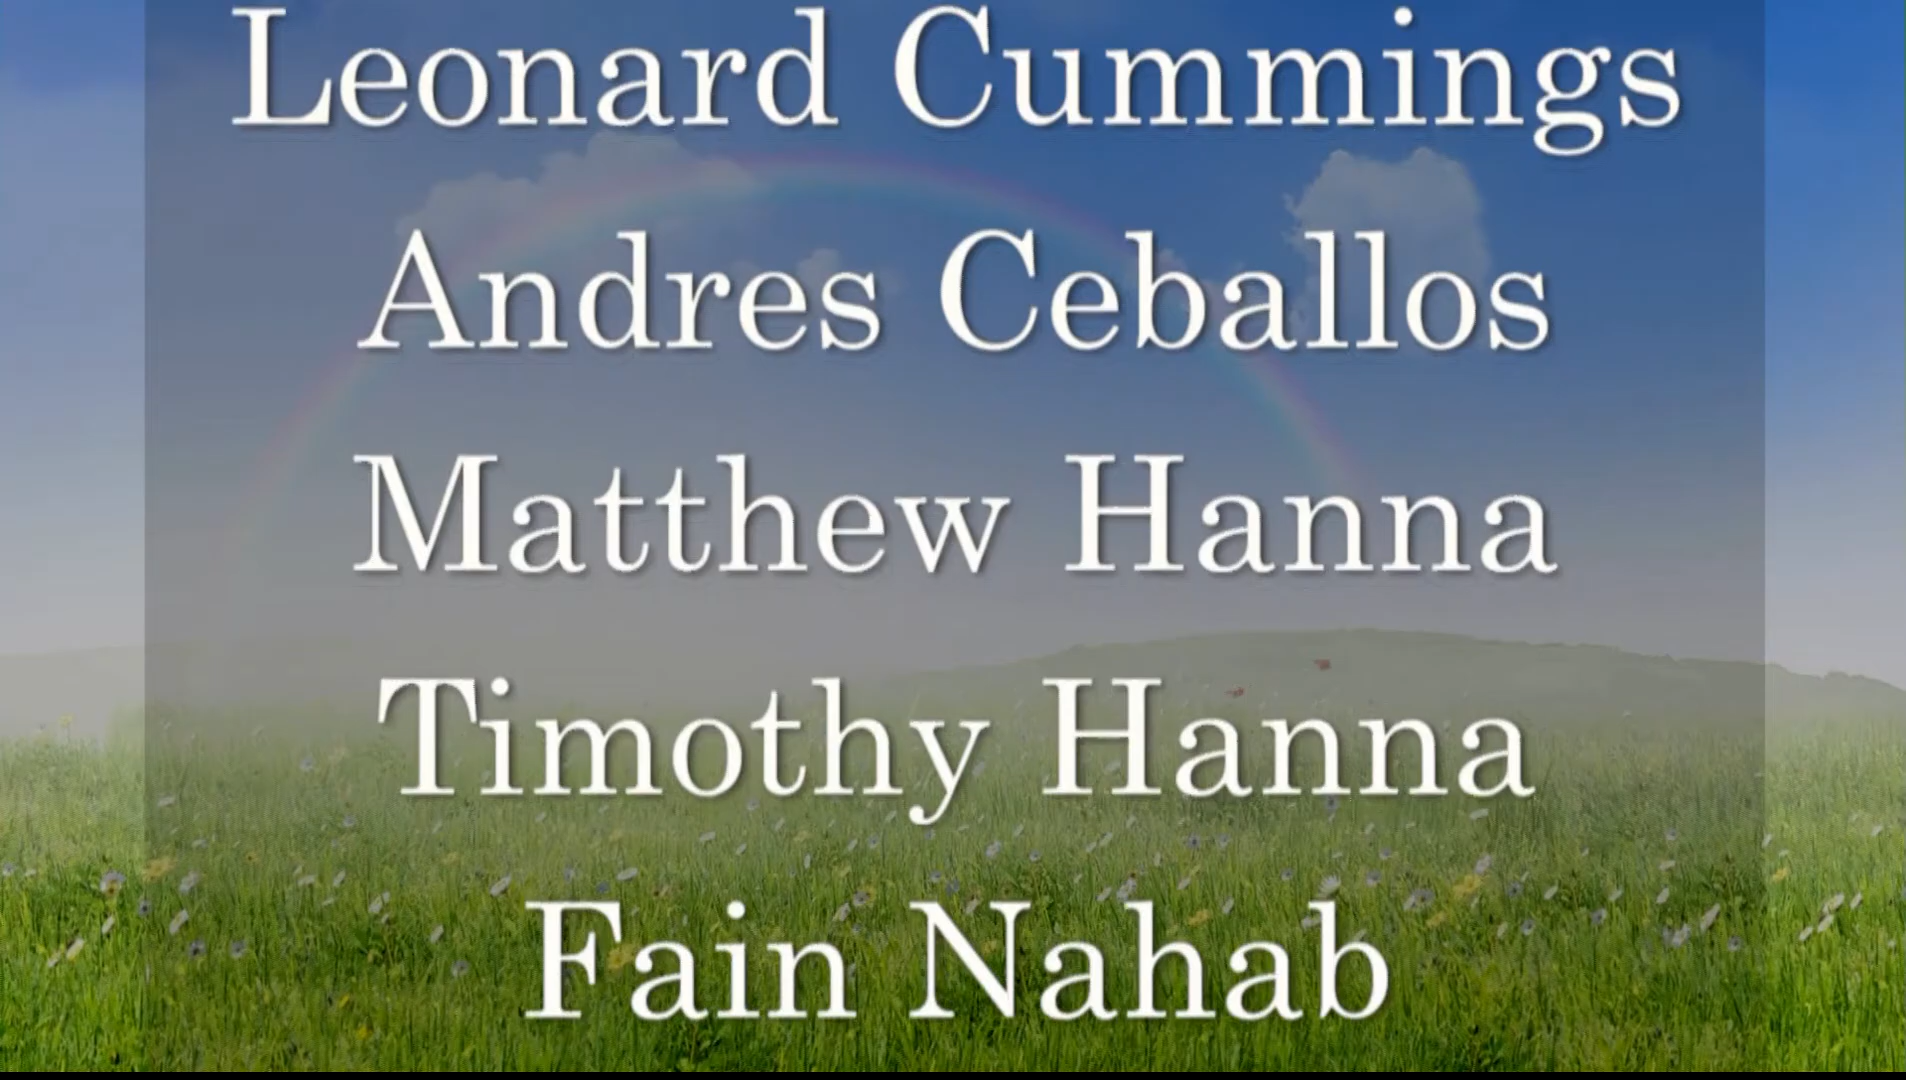 Leonard Cummings
Andres Ceballos
Matthew Hanna
Timothy Hanna
Fain Nahab